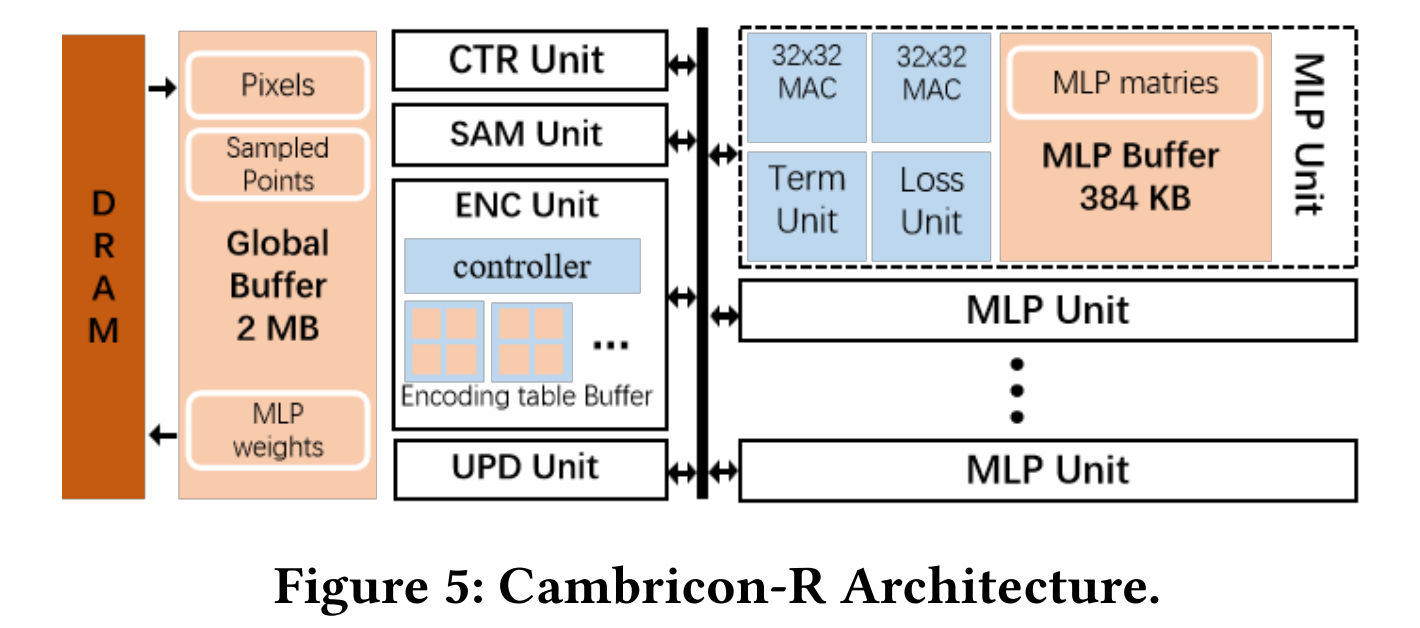 D
R
A
M
Pixels
Sampled
Points
Global
Buffer
2 MB
MLP
weights
CTR Unit
SAM Unit
ENC Unit
controller
...
Encoding table Buffer
UPD Unit
32x32
MAC
32x32
MAC
Term
Unit
Loss
Unit
MLP matries
MLP Buffer
384 KB
MLP Unit
MLP Unit
MLP Unit
Figure 5: Cambricon-R Architecture.